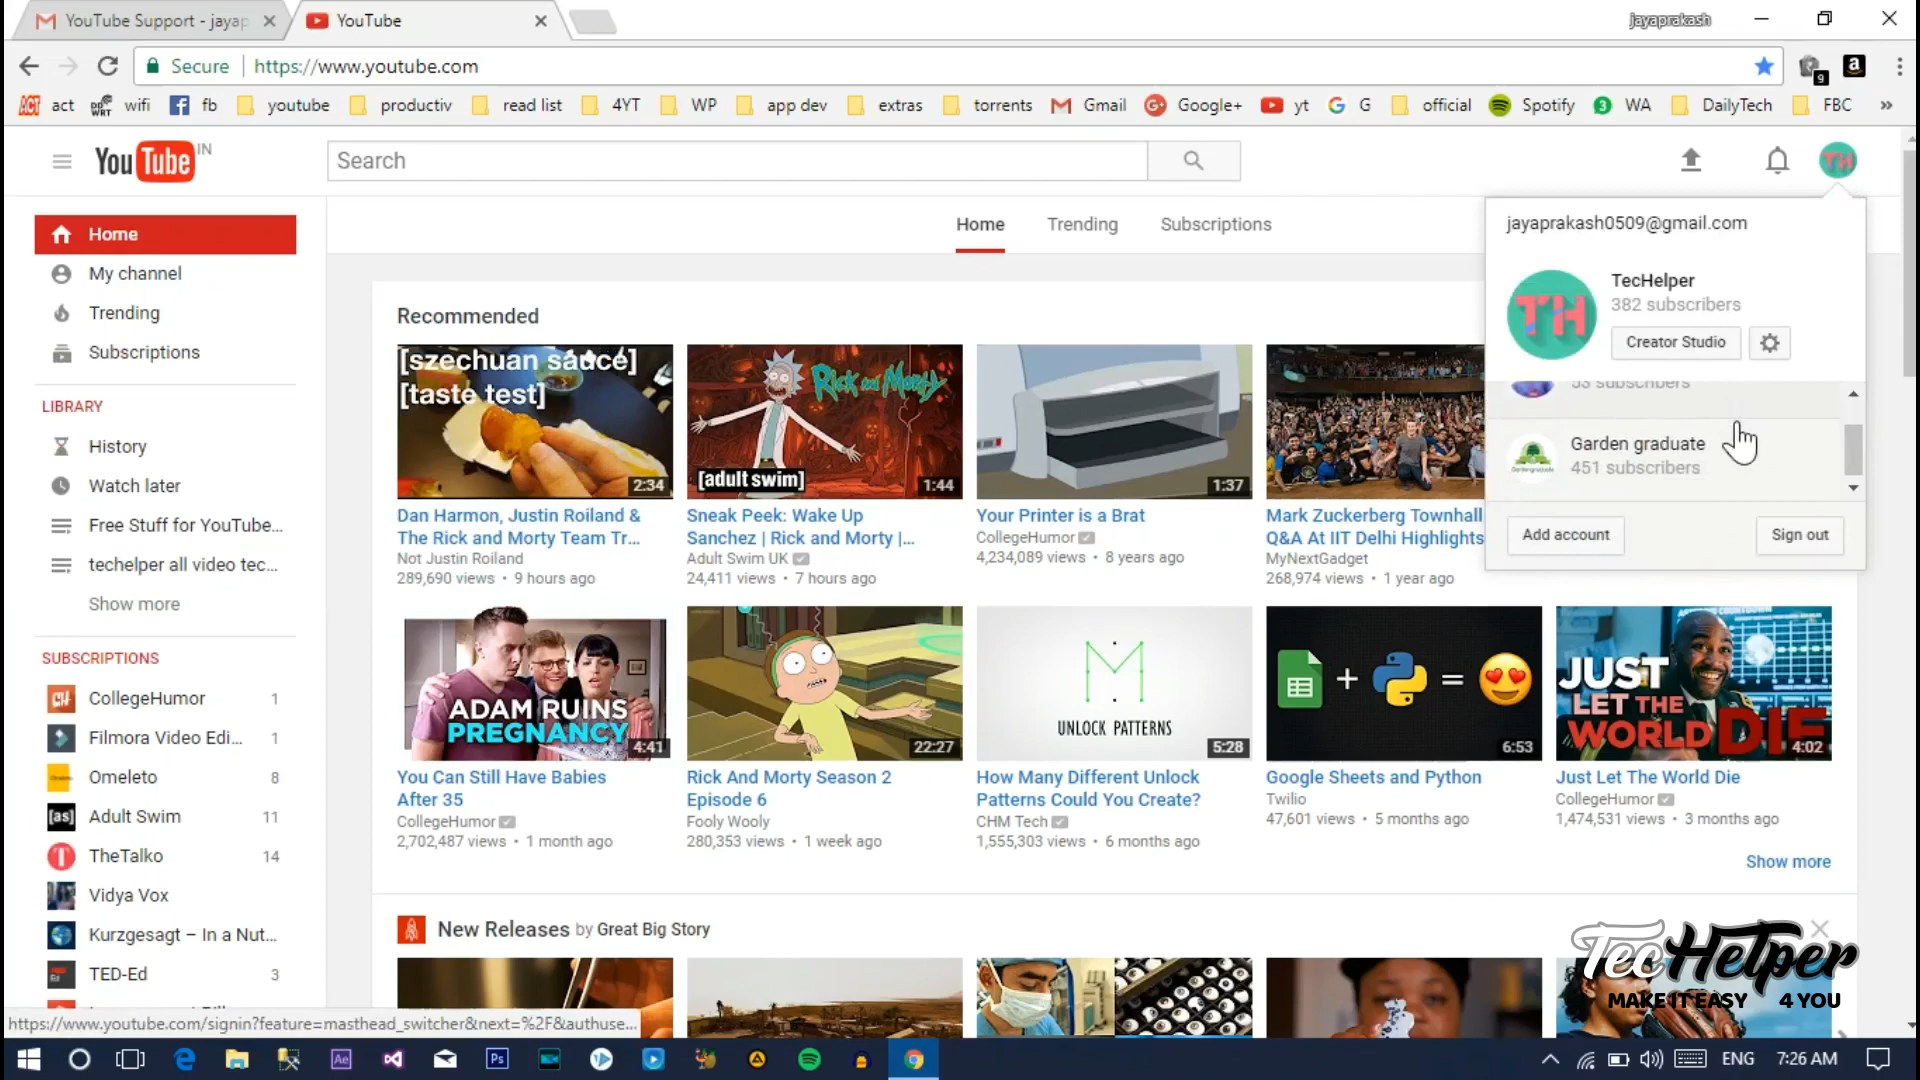 YouTube Support - jayap
YouTube
jayaprakash
Secure
https://www.youtube.com
9
act
wifi
fb
youtube
productiv
read list
4YT
WP
app dev
extras
torrents
Gmail
Google+
yt
G
official
Spotify
3
WA
DailyTech
FBC
»
YouTube IN
Search
TH
Home
Trending
Subscriptions
jayaprakash0509@gmail.com
TH
TecHelper
382 subscribers
Creator Studio
53 subscribers
Garden graduate
451 subscribers
Add account
Sign out
Home
My channel
Trending
Subscriptions
LIBRARY
History
Watch later
Free Stuff for YouTube...
techelper all video tec...
Show more
SUBSCRIPTIONS
CollegeHumor 1
Filmora Video Edi... 1
Omeleto 8
Adult Swim 11
TheTalko 14
Vidya Vox
Kurzgesagt – In a Nut...
TED-Ed 3
Recommended
[szechuan sauce]
[taste test]
2:34
Dan Harmon, Justin Roiland &
The Rick and Morty Team Tr...
Not Justin Roiland
289,690 views • 9 hours ago
Rick and Morty
[adult swim]
1:44
Sneak Peek: Wake Up
Sanchez | Rick and Morty |...
Adult Swim UK
24,411 views • 7 hours ago
1:37
Your Printer is a Brat
CollegeHumor
4,234,089 views • 8 years ago
Mark Zuckerberg Townhall
Q&A At IIT Delhi Highlights
MyNextGadget
268,974 views • 1 year ago
ADAM RUINS
PREGNANCY
4:41
You Can Still Have Babies
After 35
CollegeHumor
2,702,487 views • 1 month ago
22:27
Rick And Morty Season 2
Episode 6
Fooly Wooly
280,353 views • 1 week ago
UNLOCK PATTERNS
5:28
How Many Different Unlock
Patterns Could You Create?
CHM Tech
1,555,303 views • 6 months ago
+ =
6:53
Google Sheets and Python
Twilio
47,601 views • 5 months ago
JUST
LET THE
WORLD DIE
4:02
Just Let The World Die
CollegeHumor
1,474,531 views • 3 months ago
Show more
New Releases by Great Big Story
TecHelper
MAKE IT EASY 4 YOU
https://www.youtube.com/signin?feature=masthead_switcher&next=%2F&authuse...
Ae
Ps
ENG
7:26 AM